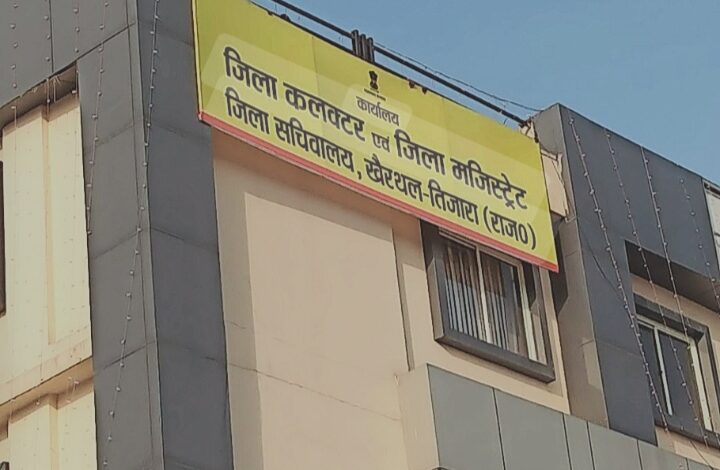 कार्यालय
जिला कलक्टर एवं जिला मजिस्ट्रेट
जिला सचिवालय, खैरथल-तिजारा (राज०)